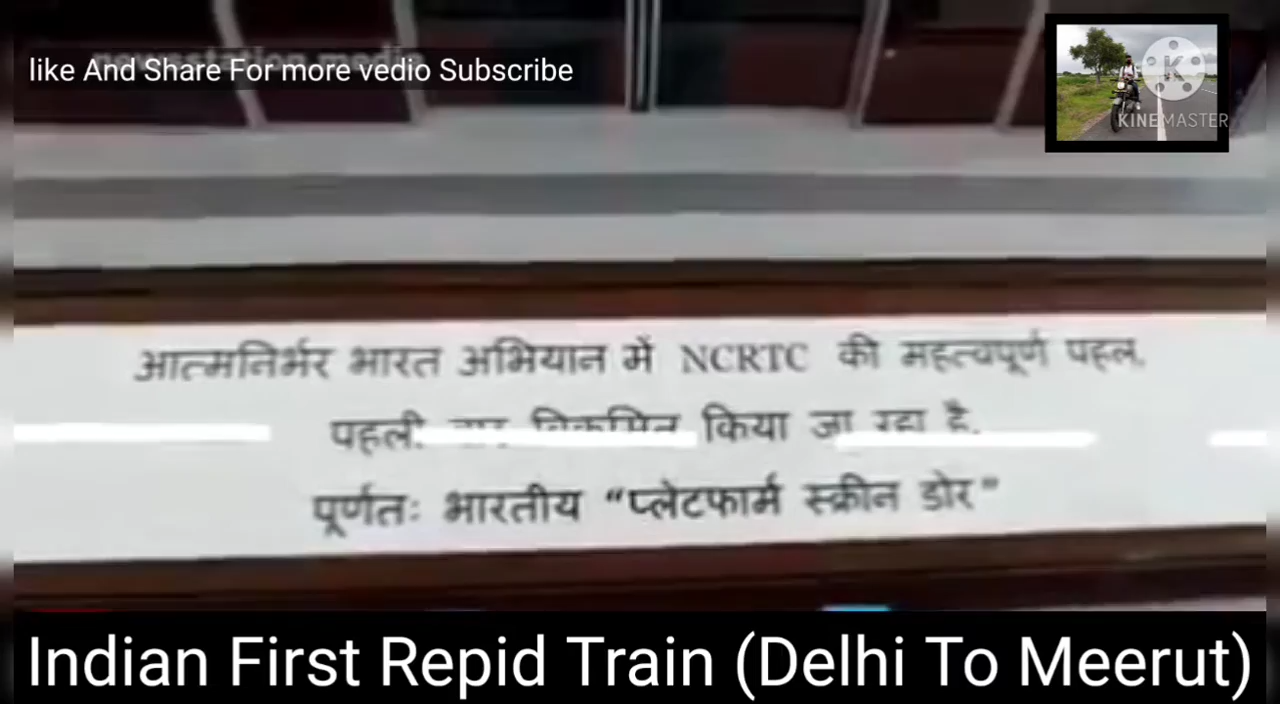 like And Share For more vedio Subscribe
KINEMASTER
आत्मनिर्भर भारत अभियान में NCRTC की महत्वपूर्ण पहल,
पहली बार विकसित किया जा रहा है,
पूर्णतः भारतीय “प्लेटफार्म स्क्रीन डोर”
Indian First Repid Train (Delhi To Meerut)